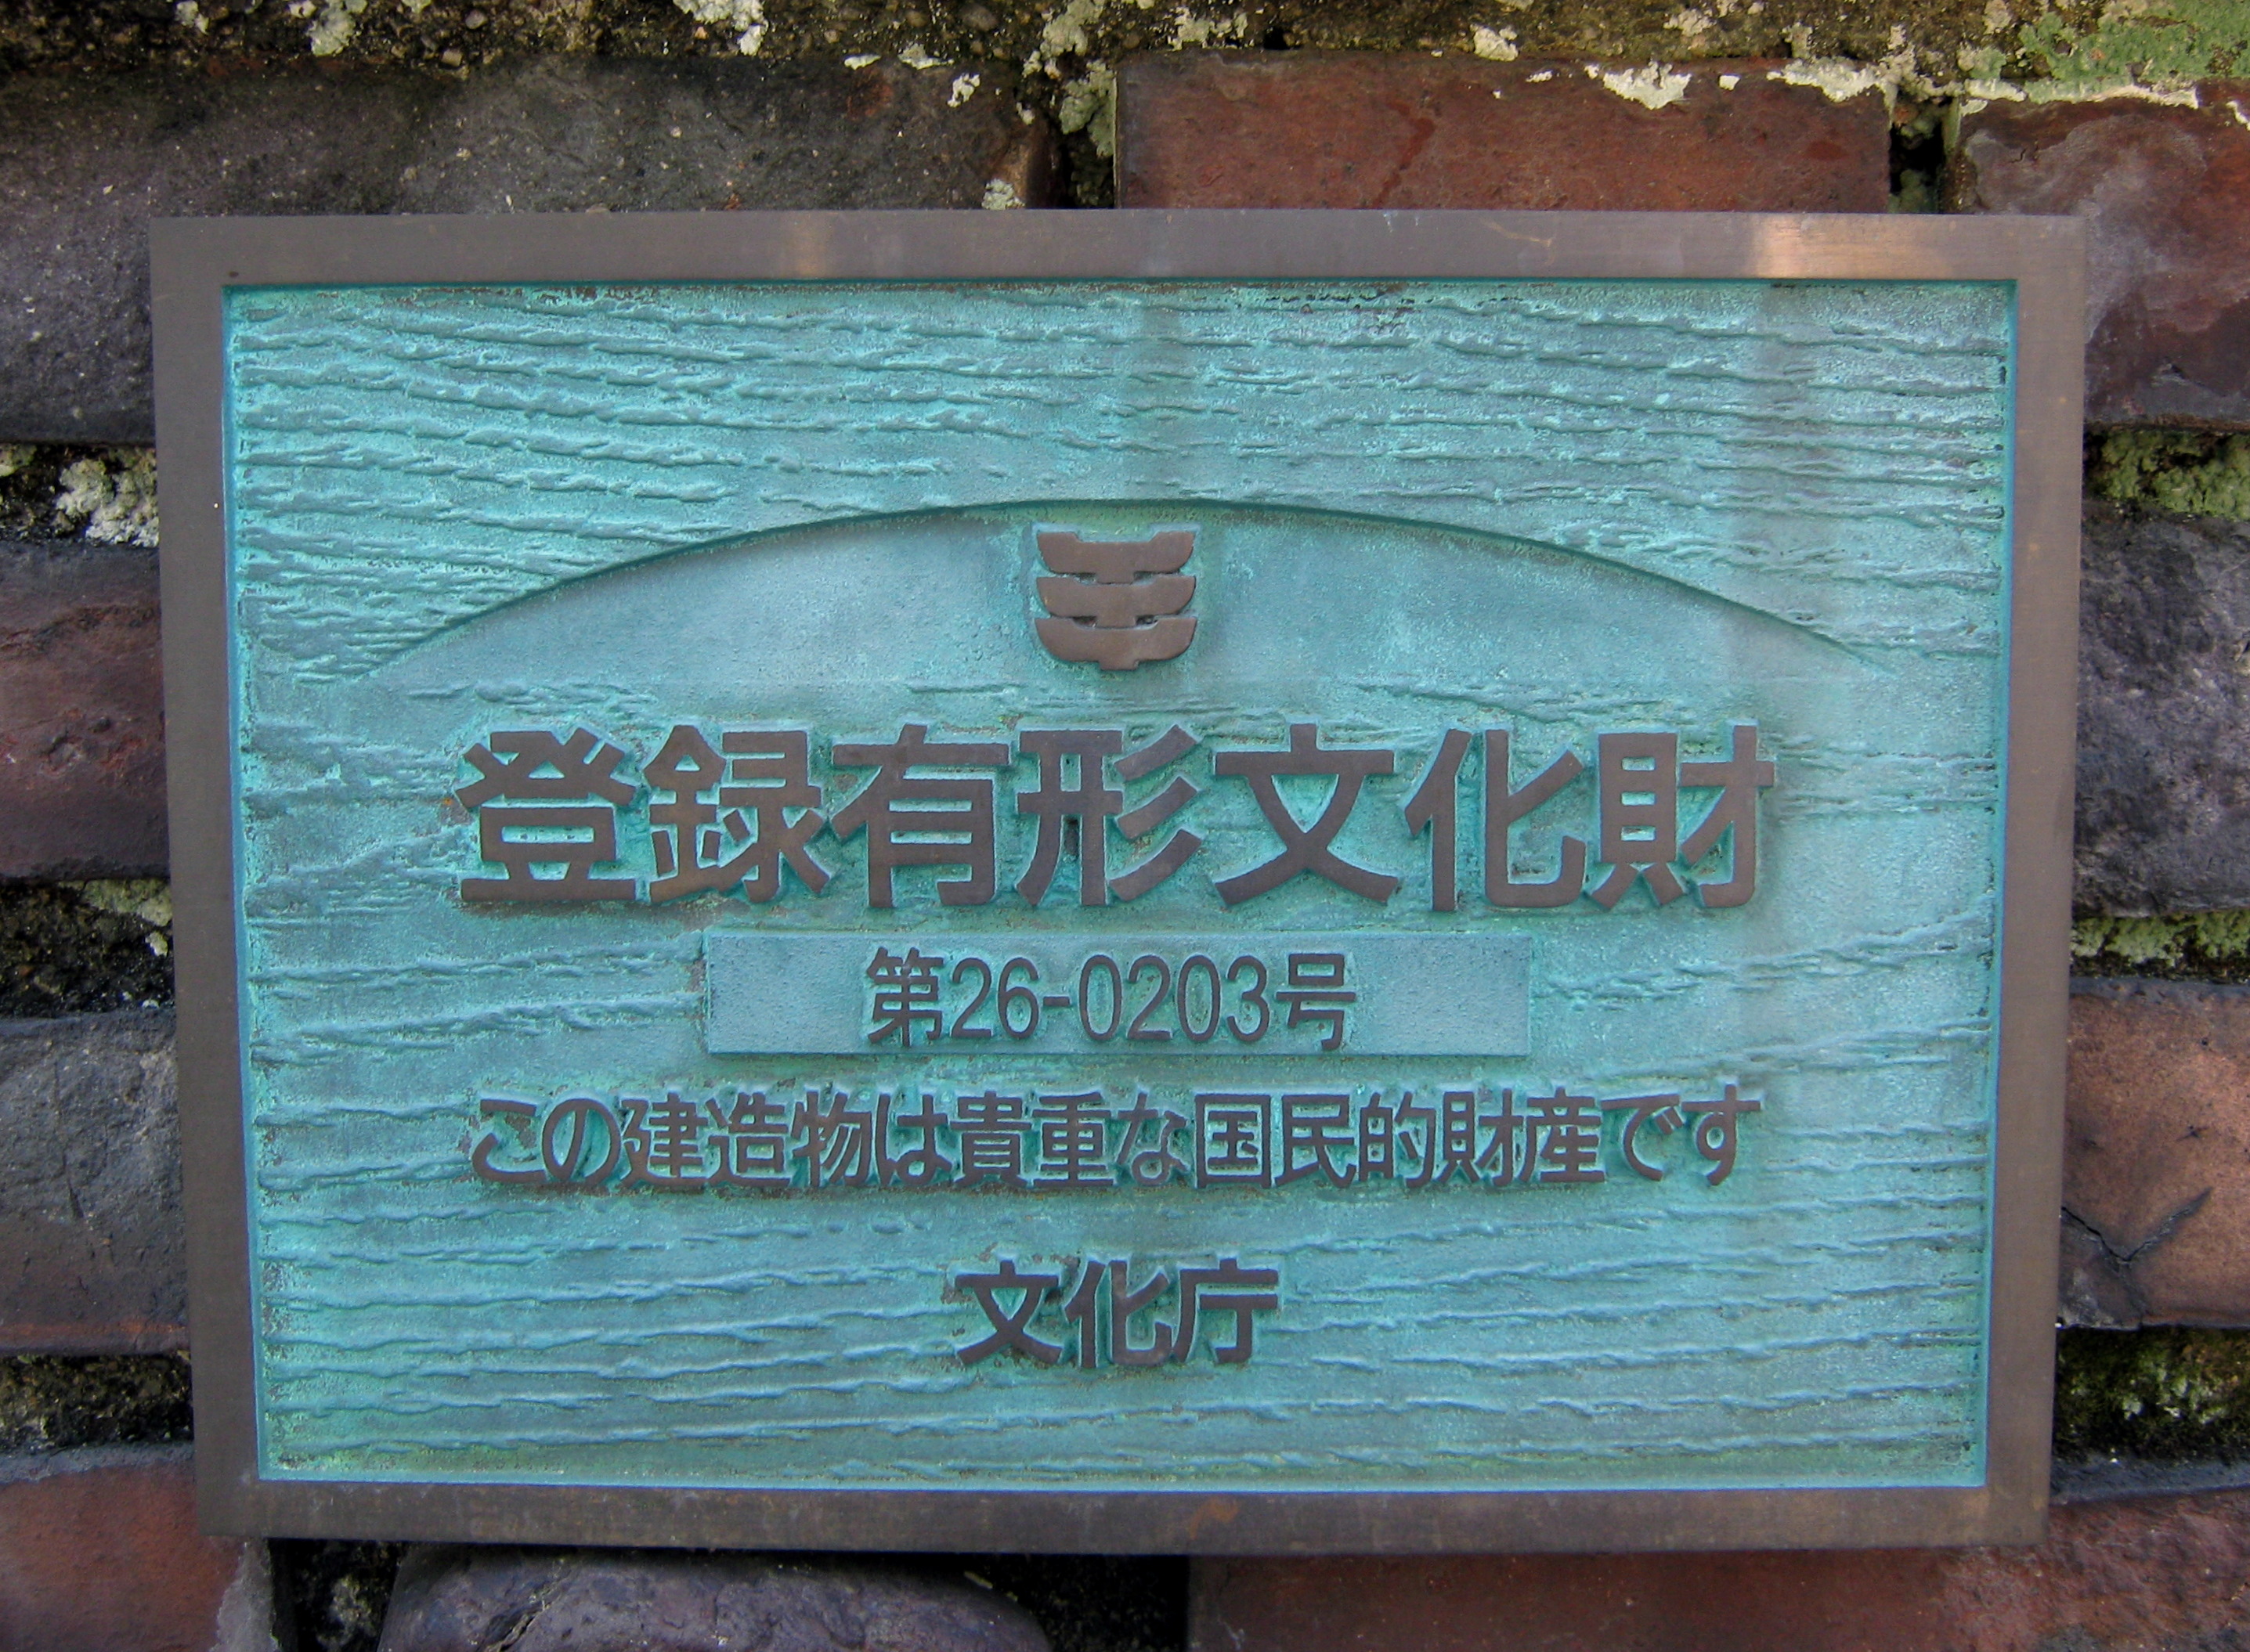 登録有形文化財
第26-0203号
この建造物は貴重な国民的財産です
文化庁